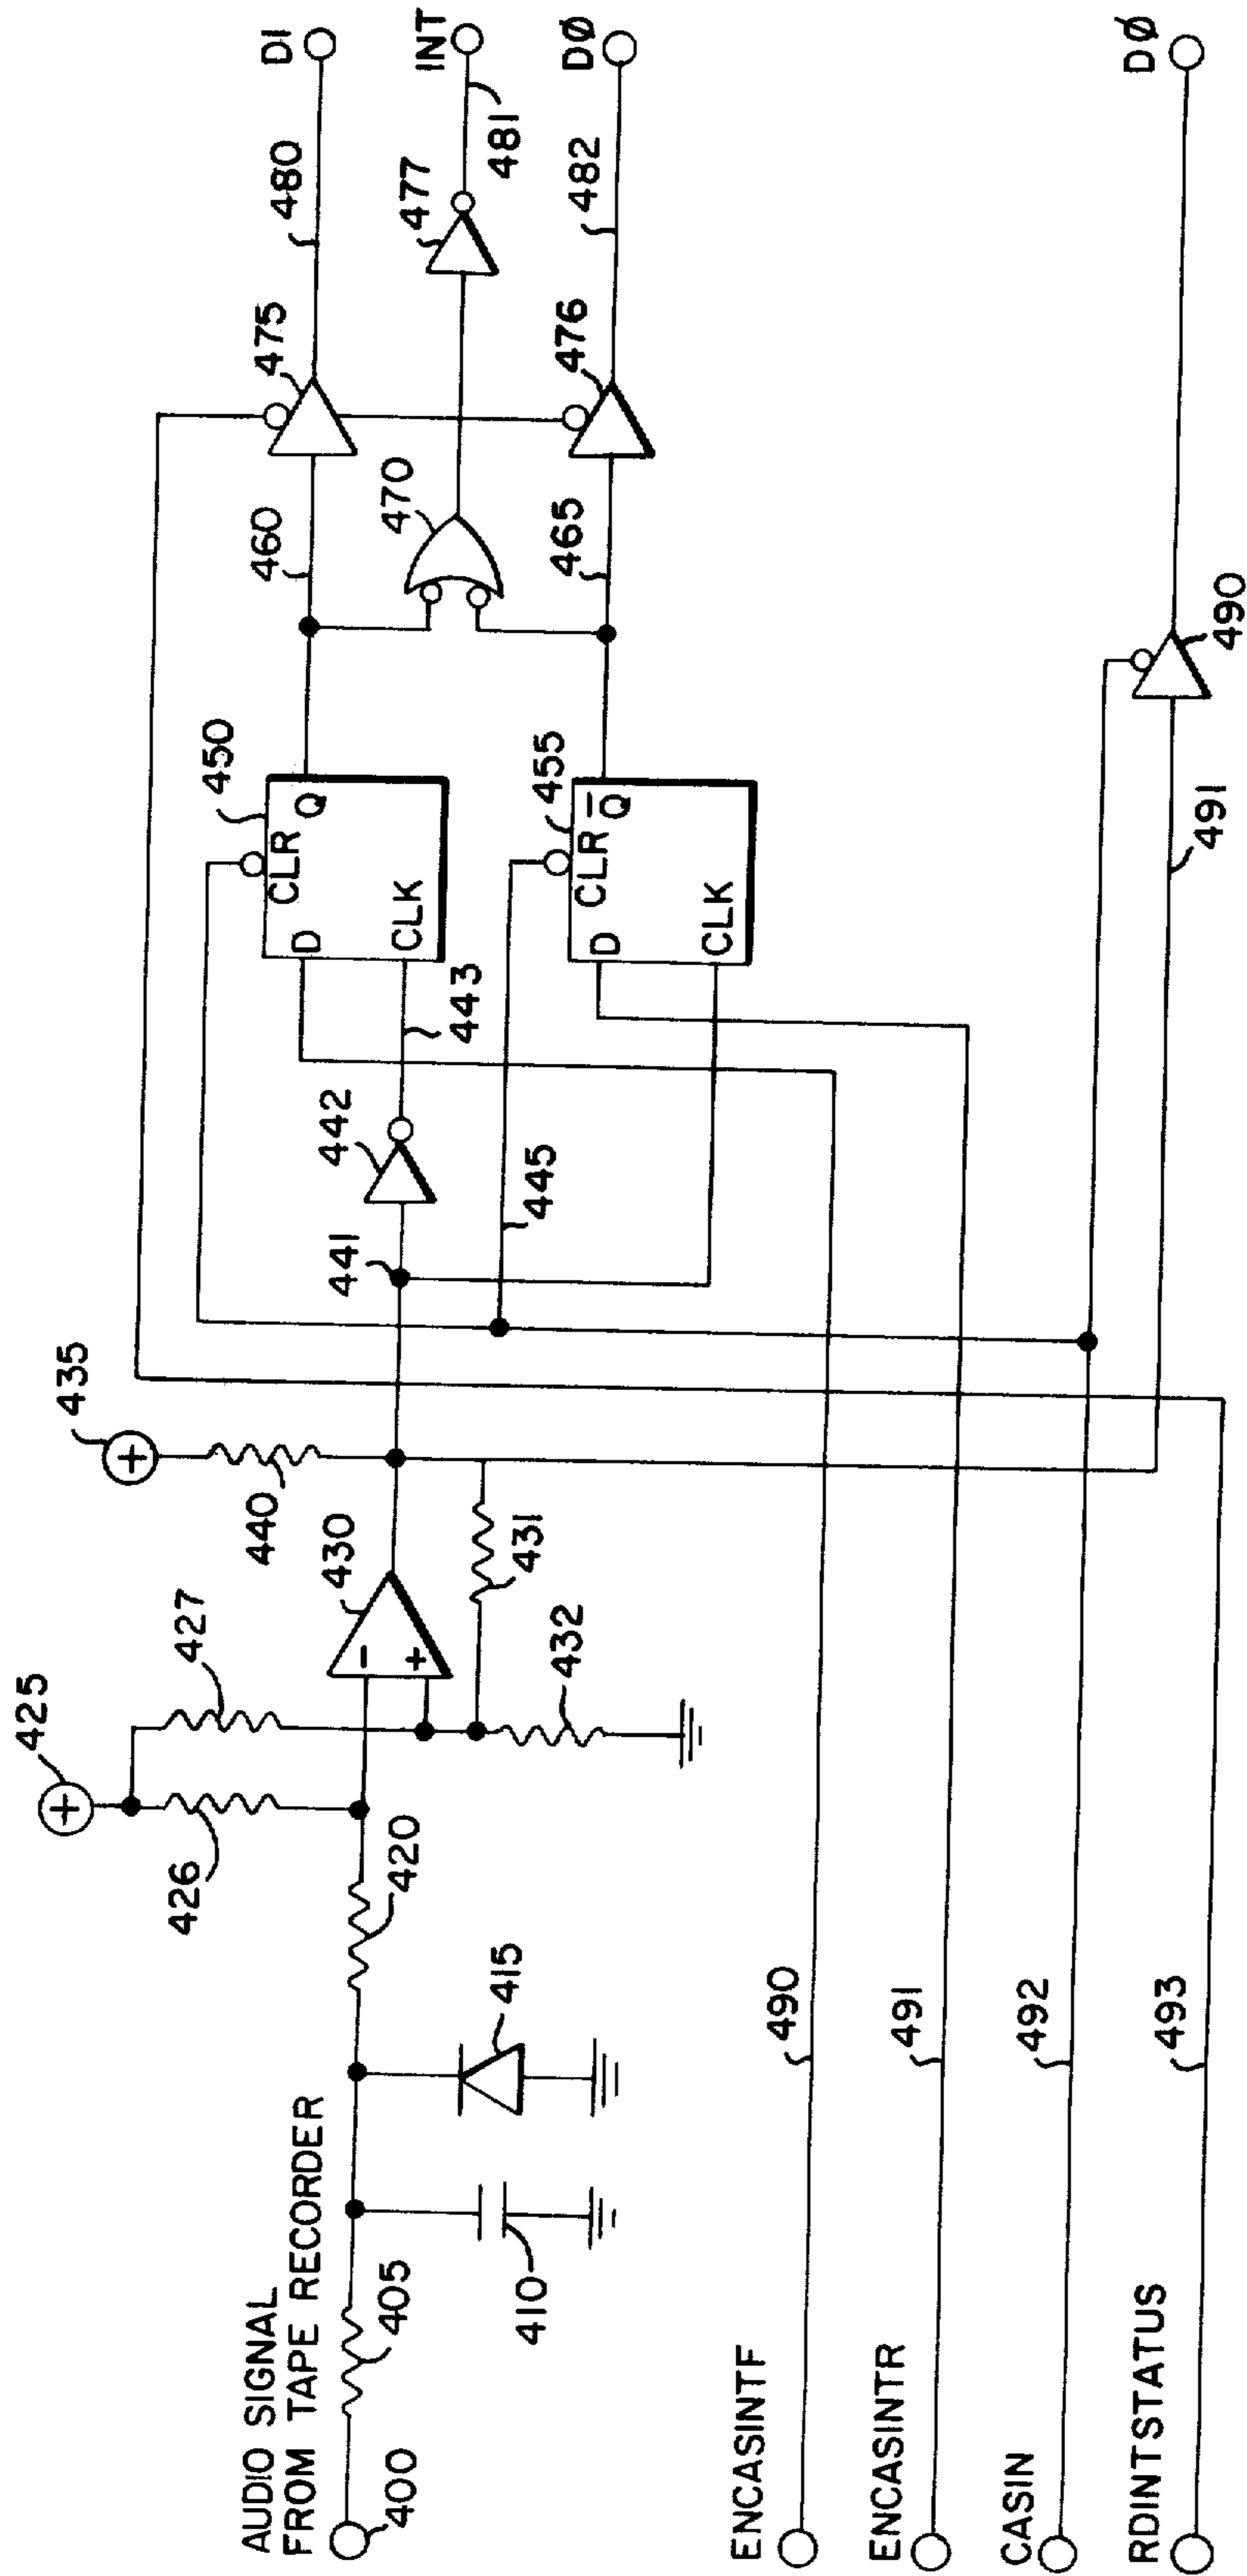 AUDIO SIGNAL
FROM TAPE RECORDER
400
405
410
415
420
425
426
427
+
−
+
430
431
432
435
+
440
441
442
443
445
450
D
CLR
Q
CLK
455
D
CLR
Q̅
CLK
460
465
470
475
476
477
480
DI
481
INT
482
DØ
ENCASINTF
490
ENCASINTR
491
CASIN
492
RDINTSTATUS
493
491
490
DØ